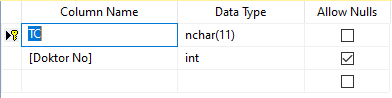 Column Name Data Type Allow Nulls
TC nchar(11)
[Doktor No] int